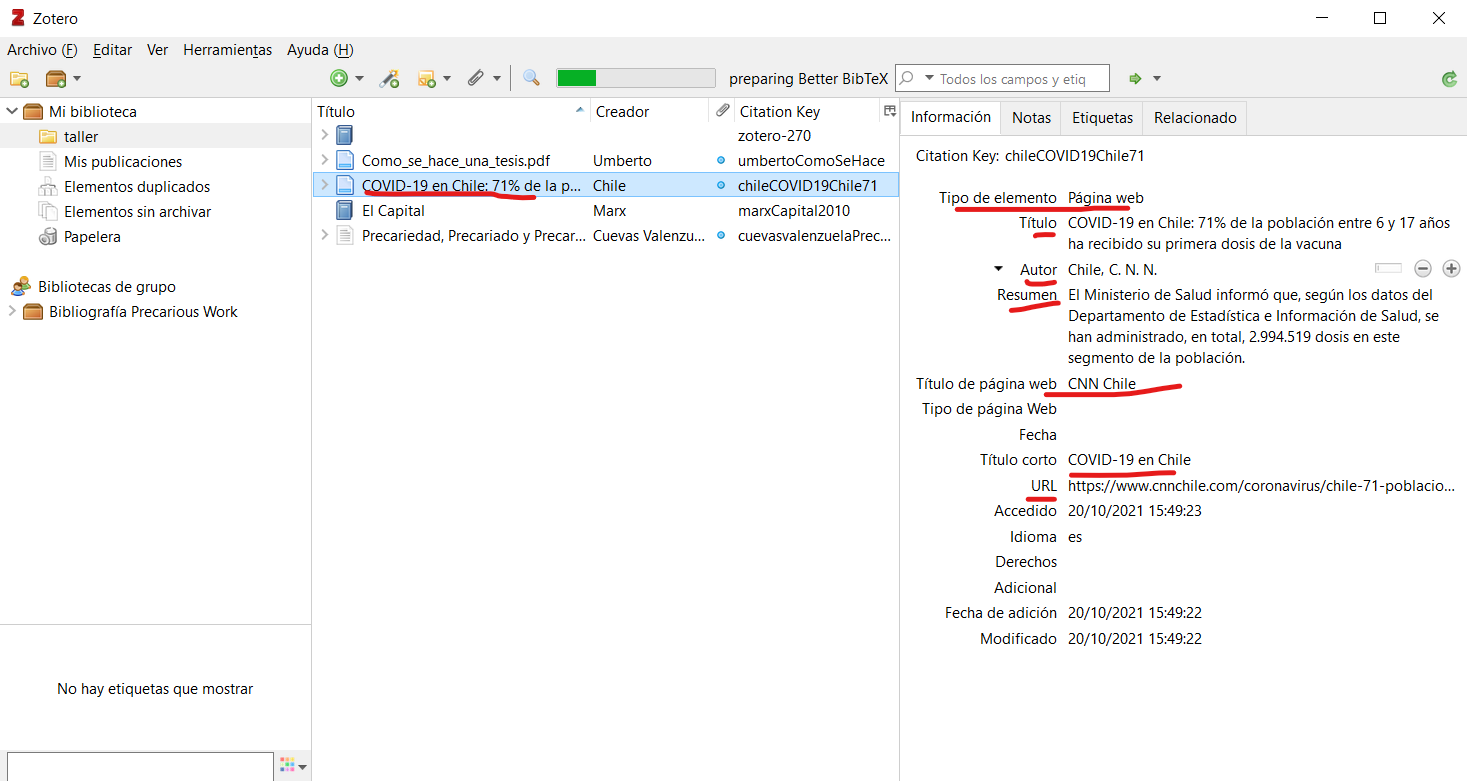 Zotero
Archivo (F) Editar Ver Herramientas Ayuda (H)
preparing Better BibTeX
Todos los campos y etiq
Mi biblioteca
taller
Mis publicaciones
Elementos duplicados
Elementos sin archivar
Papelera
Bibliotecas de grupo
Bibliografía Precarious Work
No hay etiquetas que mostrar
Título Creador Citation Key
zotero-270
Como_se_hace_una_tesis.pdf Umberto umbertoComoSeHace
COVID-19 en Chile: 71% de la p... Chile chileCOVID19Chile71
El Capital Marx marxCapital2010
Precariedad, Precariado y Precar... Cuevas Valenzu... cuevasvalenzuelaPrec...
Información Notas Etiquetas Relacionado
Citation Key: chileCOVID19Chile71
Tipo de elemento Página web
Título COVID-19 en Chile: 71% de la población entre 6 y 17 años
ha recibido su primera dosis de la vacuna
Autor Chile, C. N. N.
Resumen El Ministerio de Salud informó que, según los datos del
Departamento de Estadística e Información de Salud, se
han administrado, en total, 2.994.519 dosis en este
segmento de la población.
Título de página web CNN Chile
Tipo de página Web
Fecha
Título corto COVID-19 en Chile
URL https://www.cnnchile.com/coronavirus/chile-71-poblacio...
Accedido 20/10/2021 15:49:23
Idioma es
Derechos
Adicional
Fecha de adición 20/10/2021 15:49:22
Modificado 20/10/2021 15:49:22